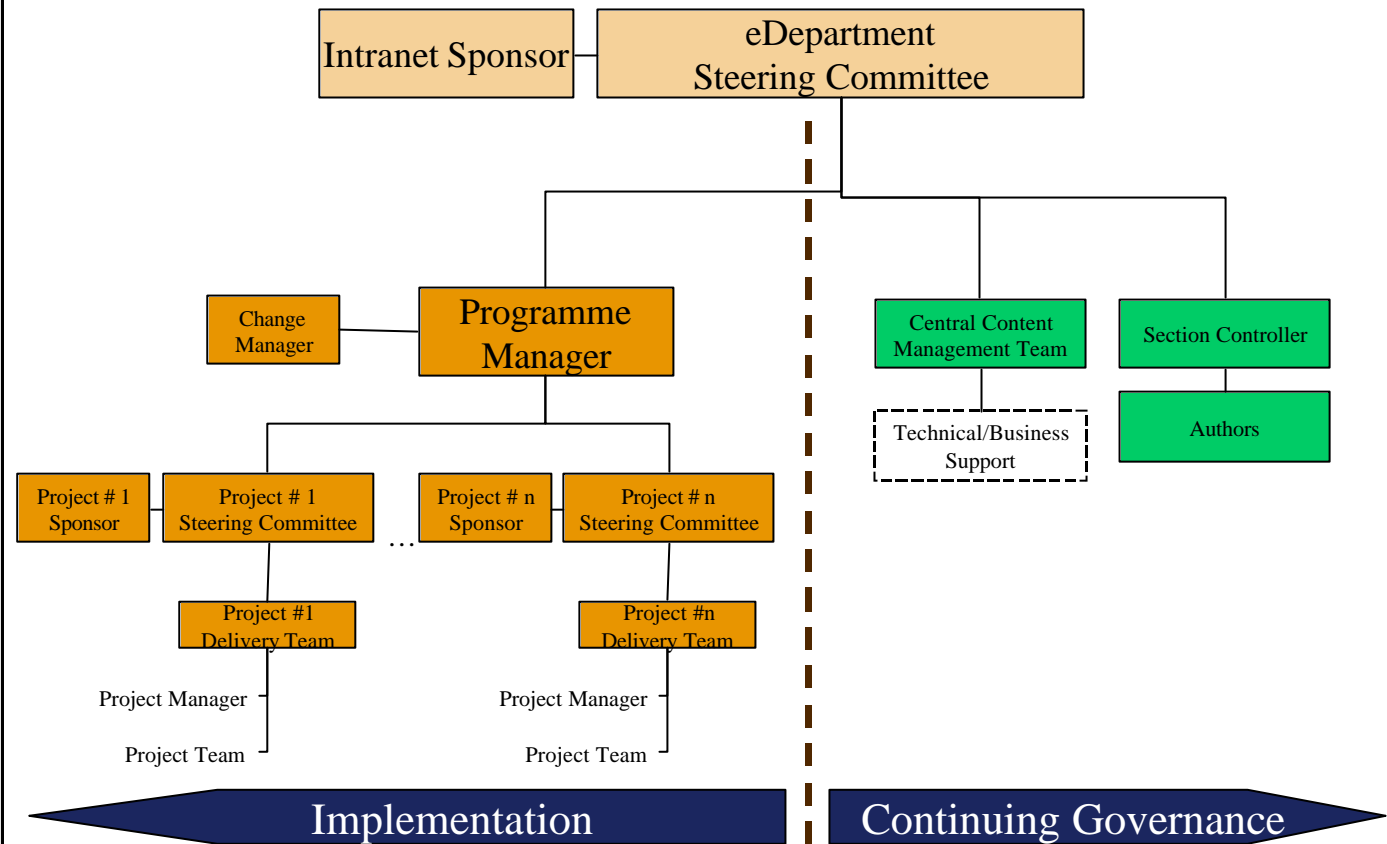 Intranet Sponsor
eDepartment
Steering Committee
Change
Manager
Programme
Manager
Central Content
Management Team
Section Controller
Technical/Business
Support
Authors
Project # 1
Sponsor
Project # 1
Steering Committee
...
Project # n
Sponsor
Project # n
Steering Committee
Project #1
Delivery Team
Project #n
Delivery Team
Project Manager
Project Team
Project Manager
Project Team
Implementation
Continuing Governance